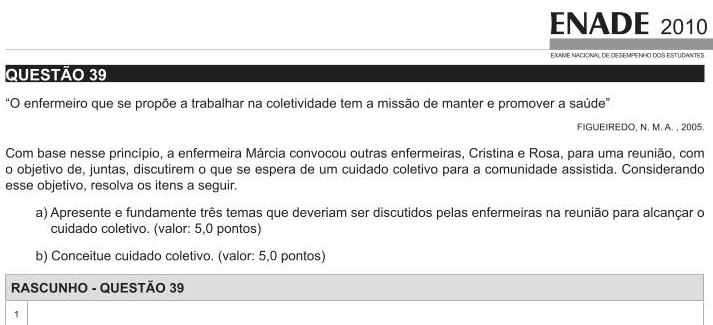 ENADE 2010
EXAME NACIONAL DE DESEMPENHO DOS ESTUDANTES
QUESTÃO 39
“O enfermeiro que se propõe a trabalhar na coletividade tem a missão de manter e promover a saúde”
FIGUEIREDO, N. M. A. , 2005.
Com base nesse princípio, a enfermeira Márcia convocou outras enfermeiras, Cristina e Rosa, para uma reunião, com
o objetivo de, juntas, discutirem o que se espera de um cuidado coletivo para a comunidade assistida. Considerando
esse objetivo, resolva os itens a seguir.
a) Apresente e fundamente três temas que deveriam ser discutidos pelas enfermeiras na reunião para alcançar o
cuidado coletivo. (valor: 5,0 pontos)
b) Conceitue cuidado coletivo. (valor: 5,0 pontos)
RASCUNHO - QUESTÃO 39
1